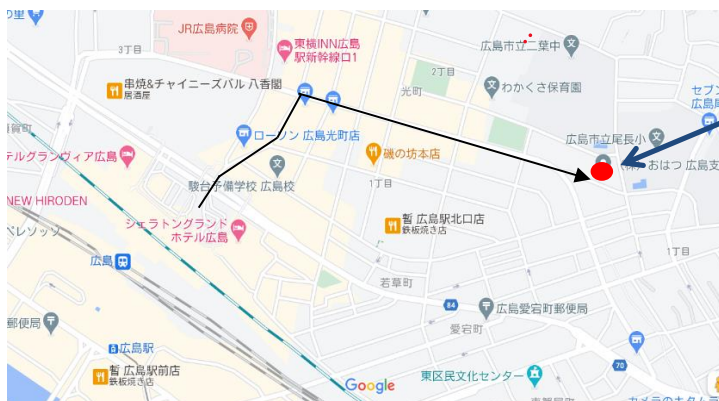 の里
JR広島病院
3丁目
東横INN広島
駅新幹線口1
広島市立二葉中
串焼&チャイニーズバル 八香閣
居酒屋
2丁目
光町
わかくさ保育園
セブン
広島
ローソン 広島光町店
広島市立尾長小
磯の坊本店
おはつ 広島支
テルグランヴィア広島
駿台予備学校 広島校
1丁目
NEW HIRODEN
シェラトングランド
ホテル広島
暫 広島駅北口店
鉄板焼き店
ベレソッソ
1丁目
広島
若草町
84
広島愛宕町郵便局
郵便局
愛宕町
広島駅
暫 広島駅前店
鉄板焼き店
Google
東区民文化センター
70
カメラのキタムラ